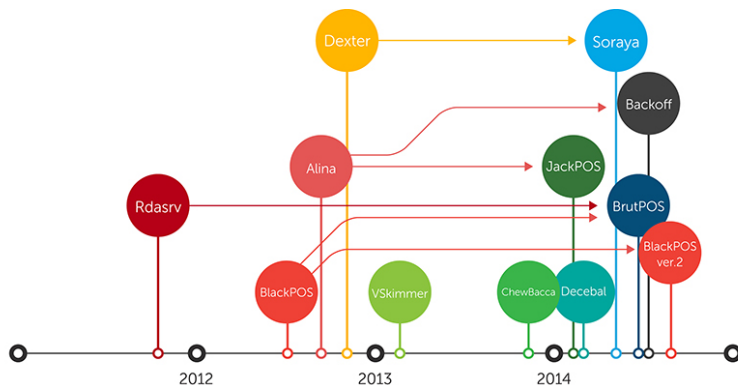 Dexter
Soraya
Backoff
Alina
JackPOS
Rdasrv
BrutPOS
BlackPOS
ver.2
BlackPOS
VSkimmer
ChewBacca
Decebal
2012
2013
2014